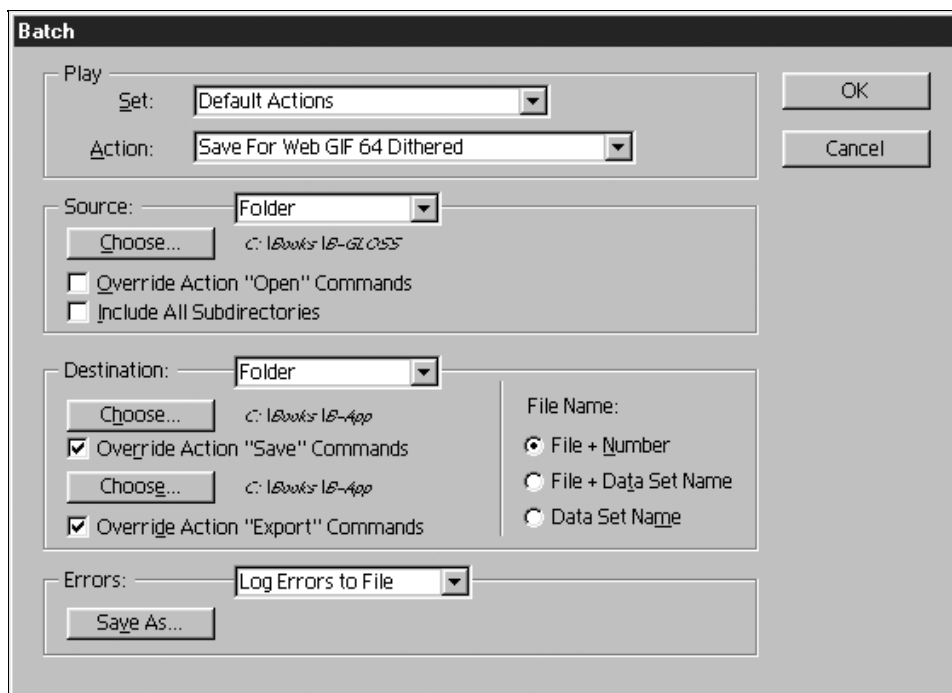 Batch
Play
Set: Default Actions
OK
Action: Save For Web GIF 64 Dithered
Cancel
Source: Folder
Choose... C:\Books\B-GLOSS
Override Action "Open" Commands
Include All Subdirectories
Destination: Folder
Choose... C:\Books\B-App
Override Action "Save" Commands
Choose... C:\Books\B-App
Override Action "Export" Commands
File Name:
File + Number
File + Data Set Name
Data Set Name
Errors: Log Errors to File
Save As...